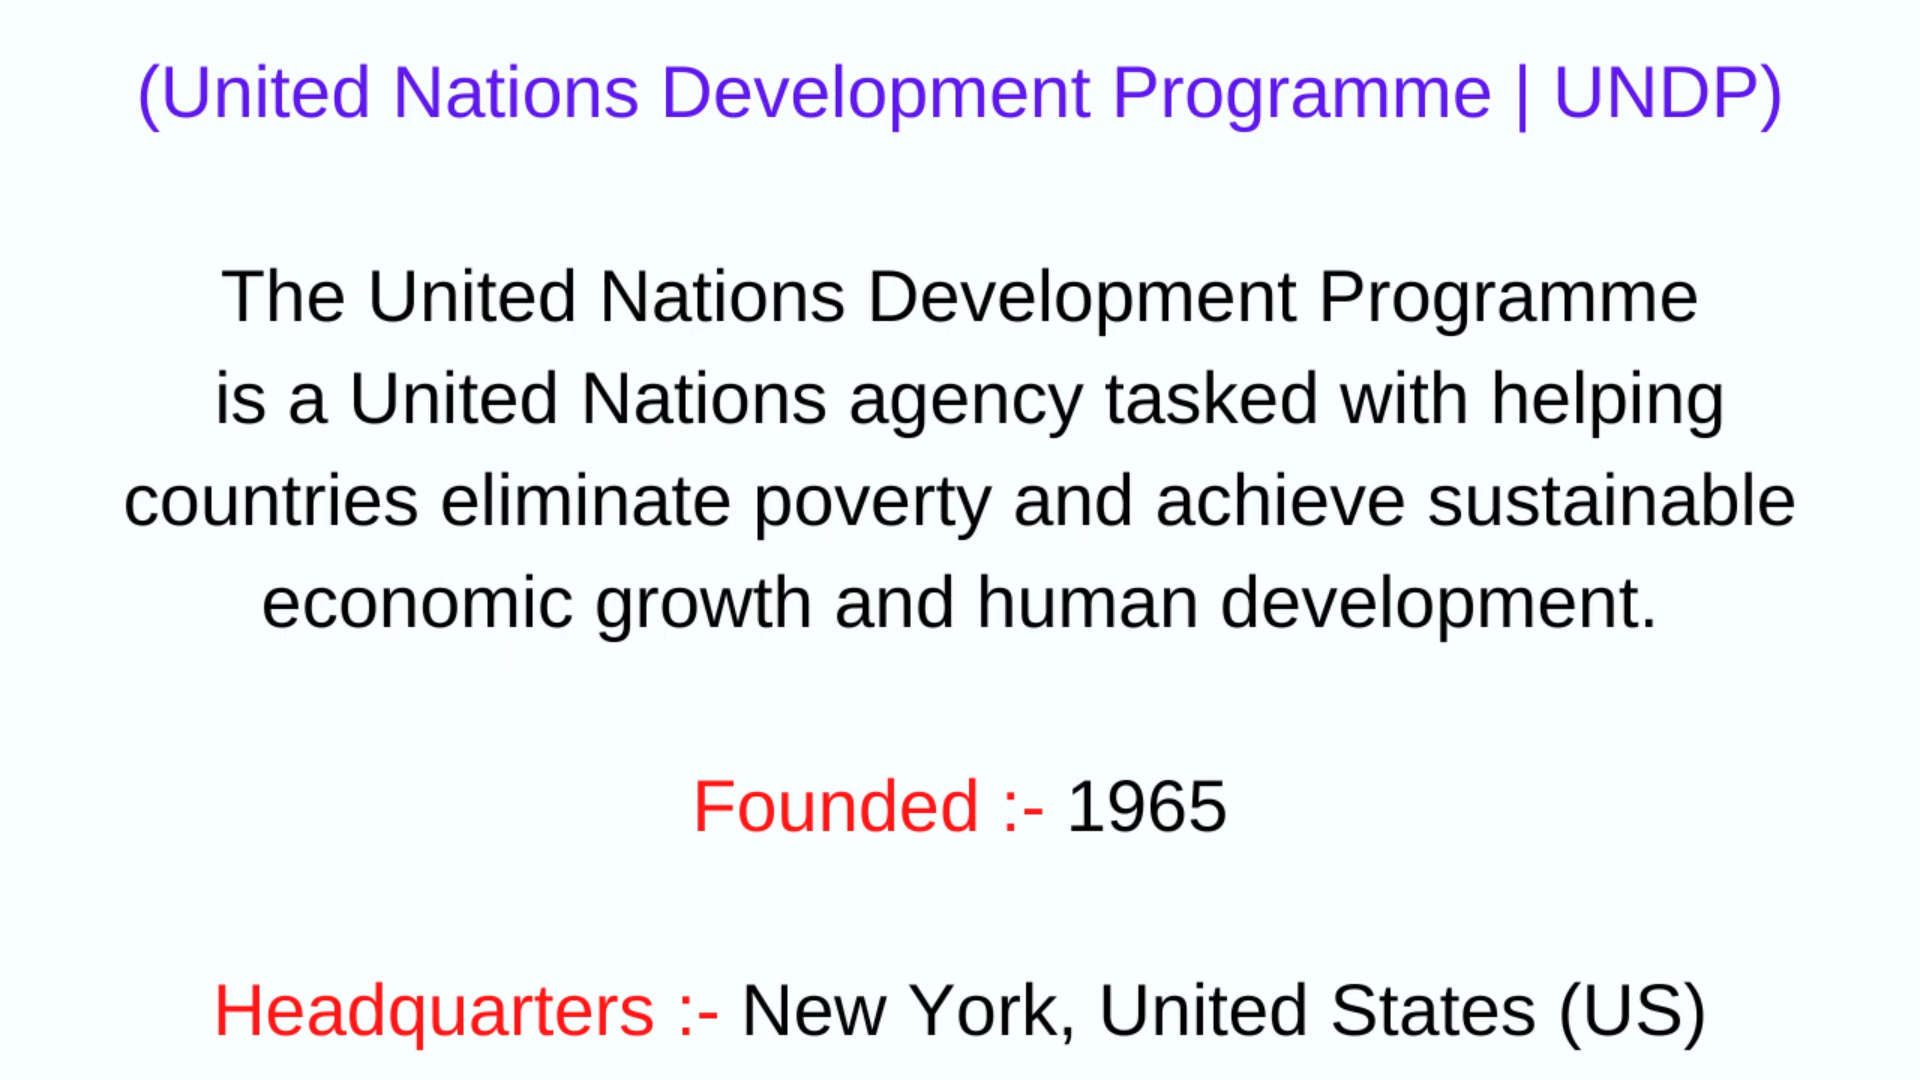 (United Nations Development Programme | UNDP)
The United Nations Development Programme
is a United Nations agency tasked with helping
countries eliminate poverty and achieve sustainable
economic growth and human development.
Founded :- 1965
Headquarters :- New York, United States (US)